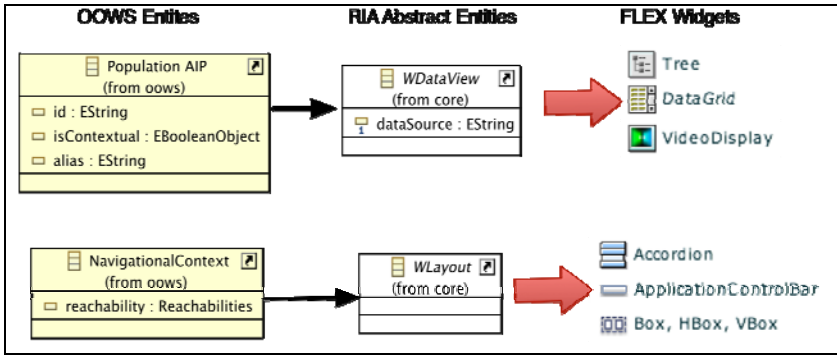 OOWS Entites
RIA Abstract Entities
FLEX Widgets
Population AIP
(from oows)
id : EString
isContextual : EBooleanObject
alias : EString
WDataView
(from core)
1 dataSource : EString
Tree
DataGrid
VideoDisplay
NavigationalContext
(from oows)
reachability : Reachabilities
WLayout
(from core)
Accordion
ApplicationControlBar
Box, HBox, VBox